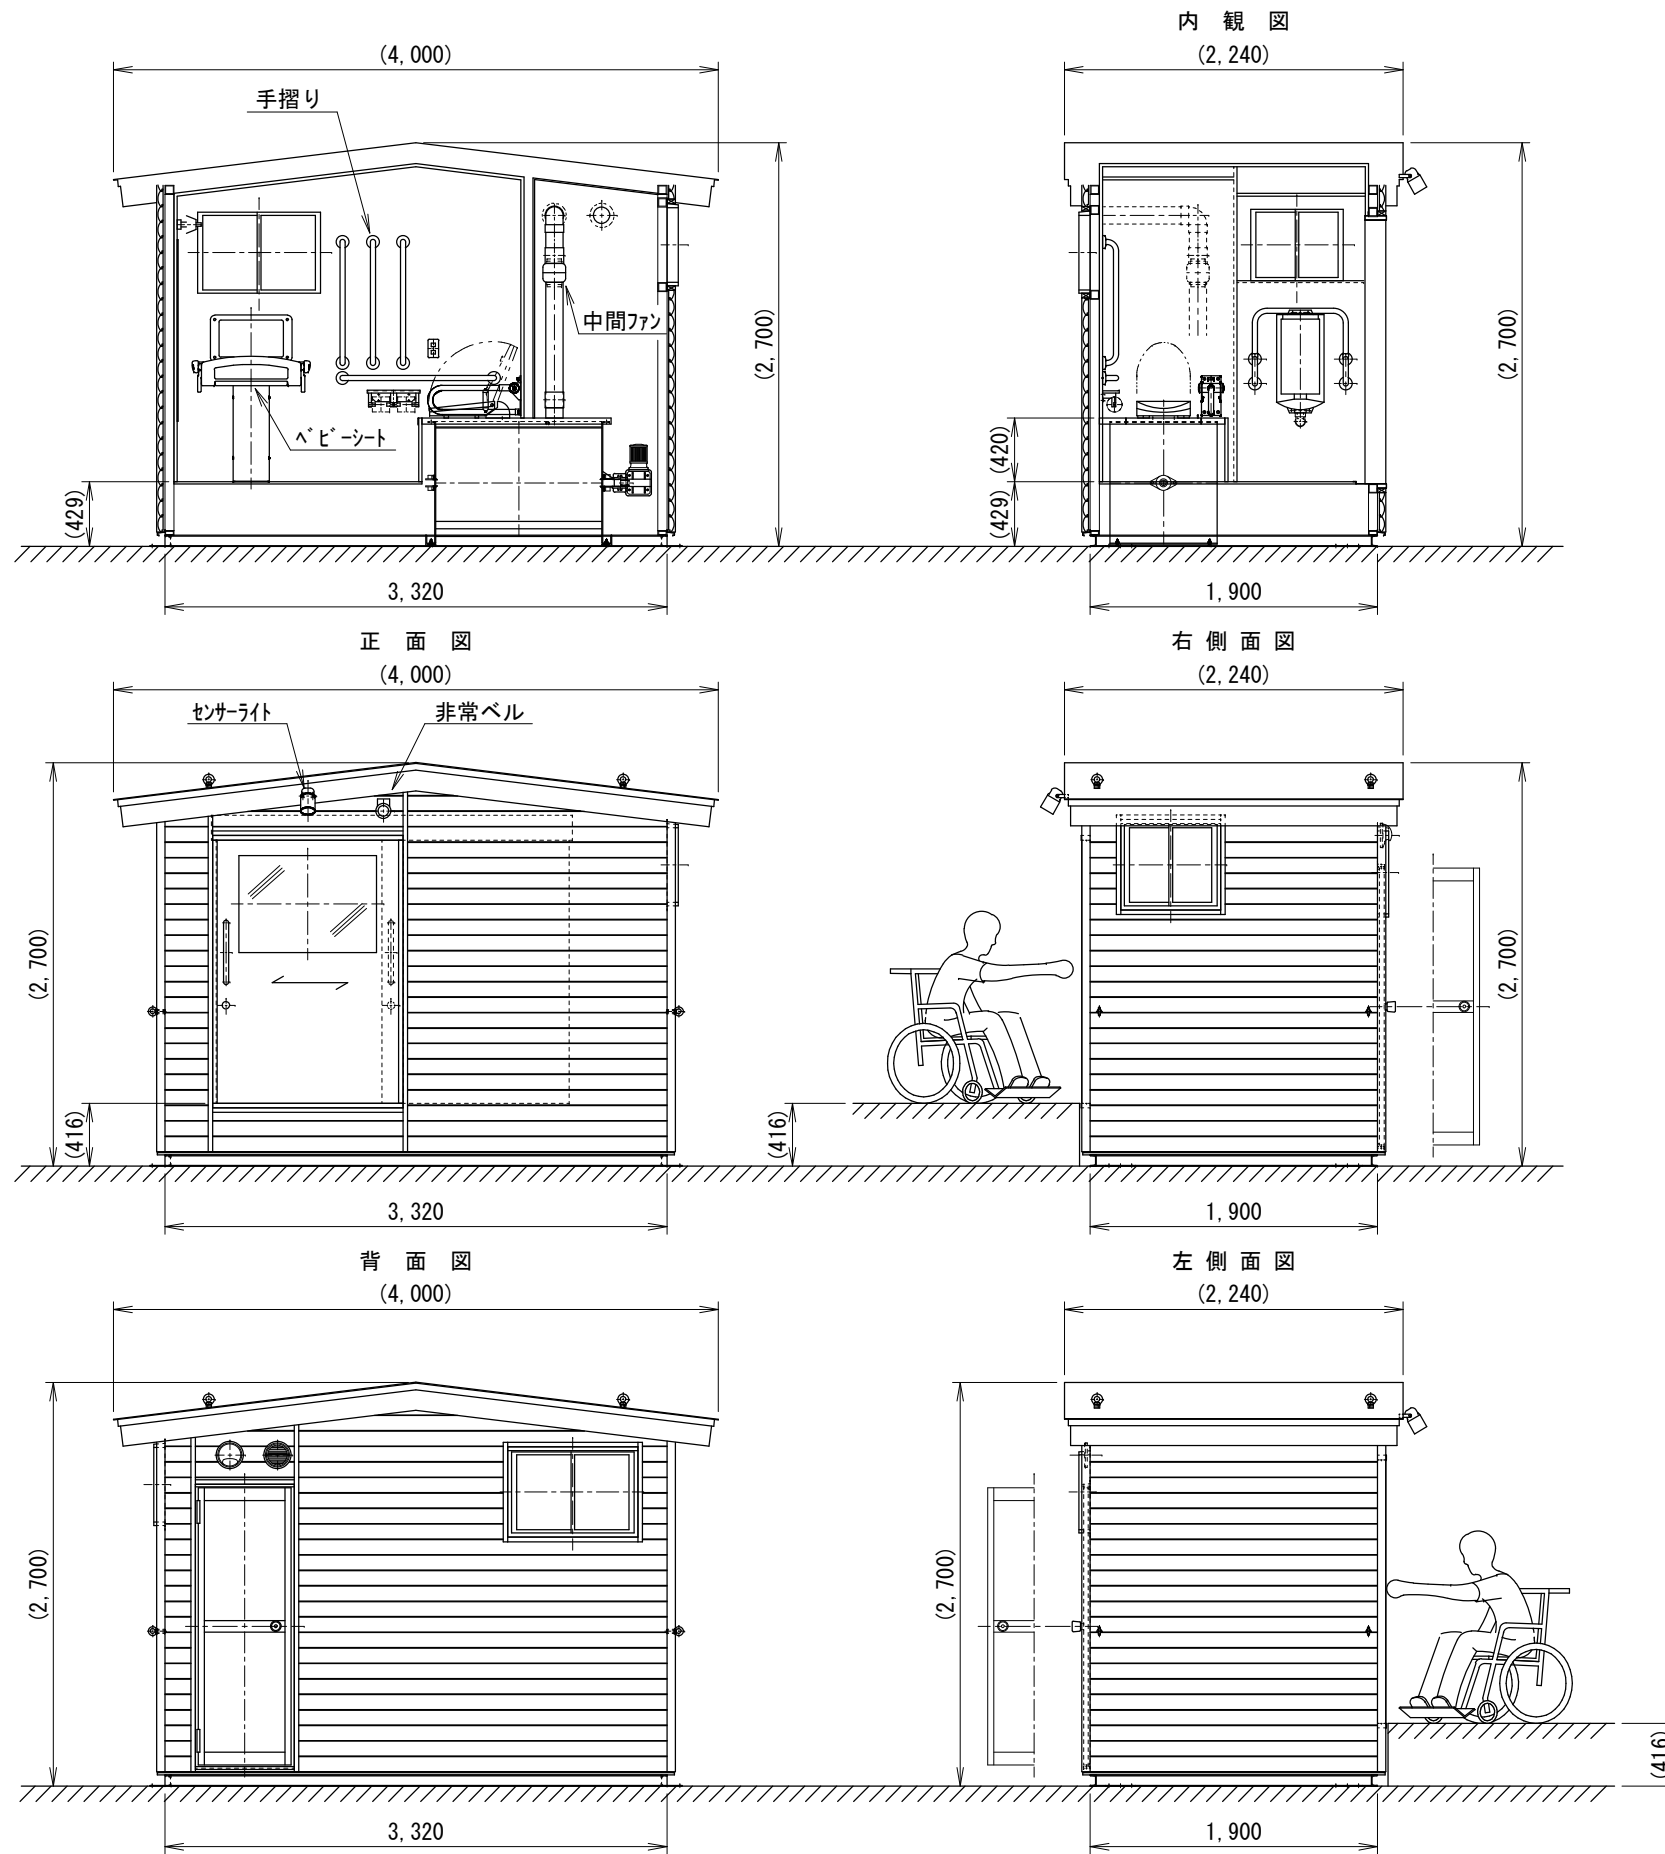 内 観 図
(4,000)
(2,240)
手摺り
中間ファン
ベビーシート
(2,700)
(429)
(420)
(429)
(2,700)
3,320
1,900
正 面 図
右 側 面 図
(4,000)
(2,240)
センサーライト
非常ベル
(2,700)
(416)
(416)
(2,700)
3,320
1,900
背 面 図
左 側 面 図
(4,000)
(2,240)
(2,700)
(2,700)
(416)
3,320
1,900